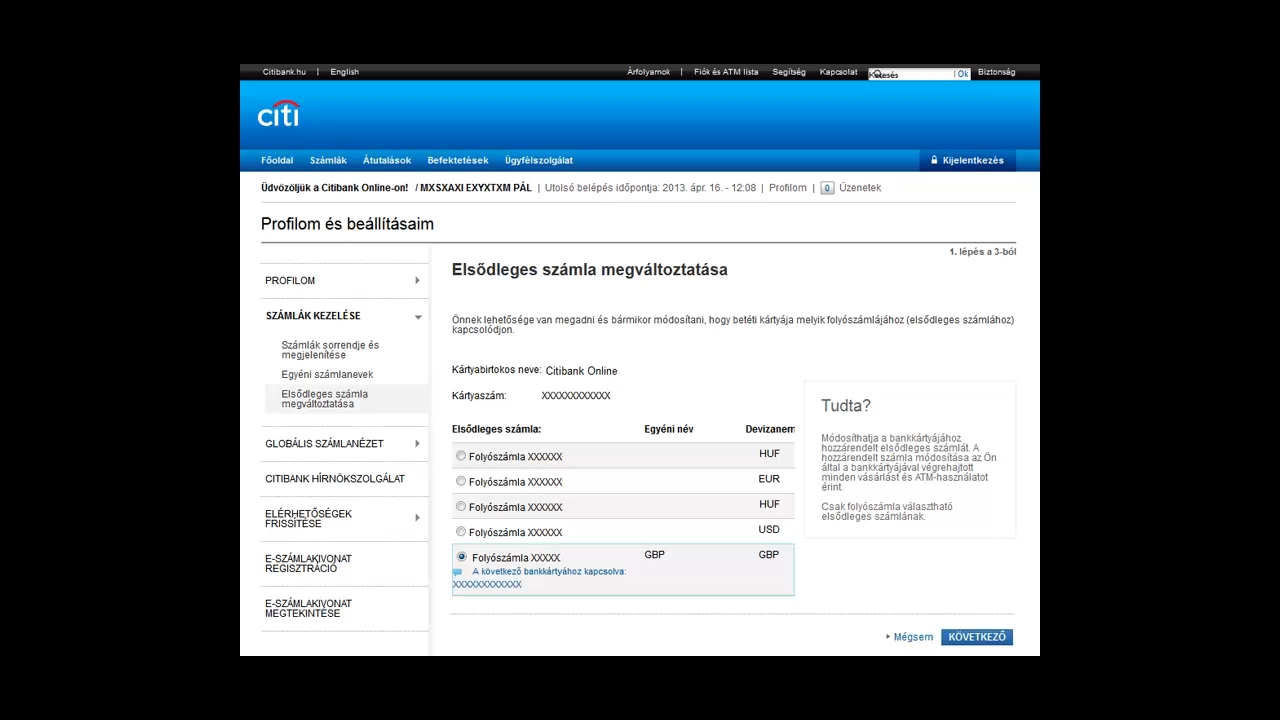 Citibank.hu | English
Árfolyamok | Fiók és ATM lista Segítség Kapcsolat Keresés Ok Biztonság
citi
Főoldal Számlák Átutalások Befektetések Ügyfélszolgálat Kijelentkezés
Üdvözöljük a Citibank Online-on! / MXSXAXI EXYXTXM PÁL | Utolsó belépés időpontja: 2013. ápr. 16. - 12:08 | Profilom | 0 Üzenetek
Profilom és beállításaim
1. lépés a 3-ból
PROFILOM
SZÁMLÁK KEZELÉSE
Számlák sorrendje és
megjelenítése
Egyéni számlanevek
Elsődleges számla
megváltoztatása
GLOBÁLIS SZÁMLANÉZET
CITIBANK HÍRNÖKSZOLGÁLAT
ELÉRHETŐSÉGEK
FRISSÍTÉSE
E-SZÁMLAKIVONAT
REGISZTRÁCIÓ
E-SZÁMLAKIVONAT
MEGTEKINTÉSE
Elsődleges számla megváltoztatása
Önnek lehetősége van megadni és bármikor módosítani, hogy betéti kártyája melyik folyószámlájához (elsődleges számlához)
kapcsolódjon.
Kártyabirtokos neve: Citibank Online
Kártyaszám: XXXXXXXXXXXX
Elsődleges számla: Egyéni név Devizanem
Folyószámla XXXXXX HUF
Folyószámla XXXXXX EUR
Folyószámla XXXXXX HUF
Folyószámla XXXXXX USD
Folyószámla XXXXX GBP GBP
A következő bankkártyához kapcsolva:
XXXXXXXXXXXX
Tudta?
Módosíthatja a bankkártyájához
hozzárendelt elsődleges számlát. A
hozzárendelt számla módosítása az Ön
által a bankkártyájával végrehajtott
minden vásárlást és ATM-használatot
érint.
Csak folyószámla választható
elsődleges számlának.
Mégsem KÖVETKEZŐ